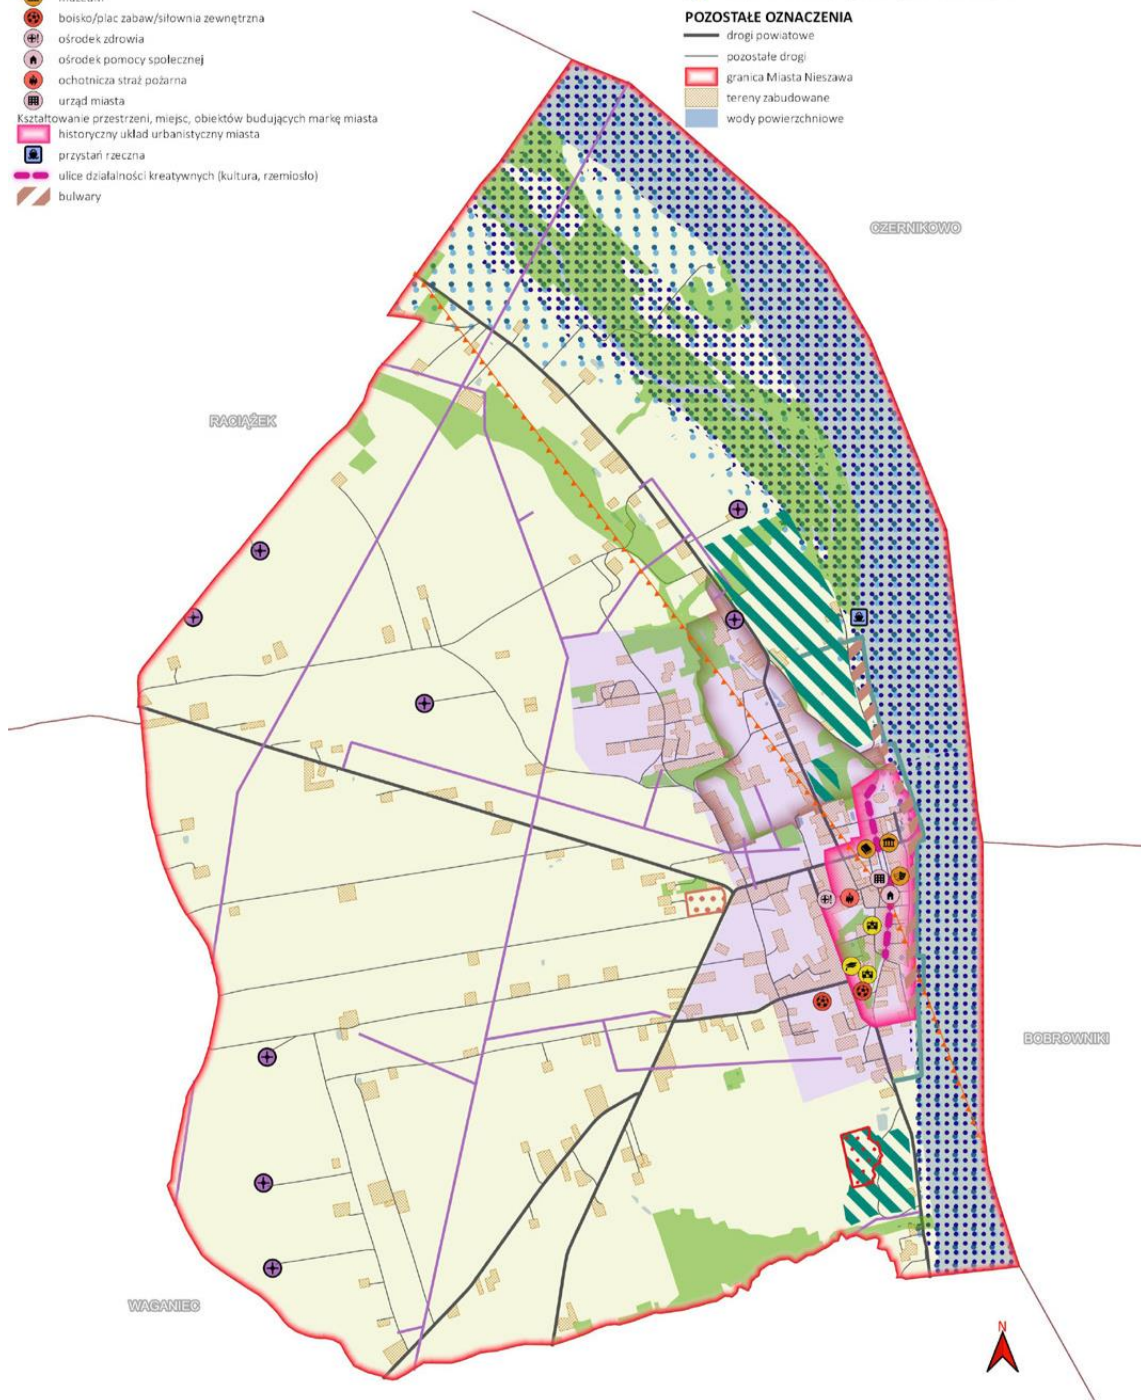 muzeum
boisko/plac zabaw/siłownia zewnętrzna
ośrodek zdrowia
ośrodek pomocy społecznej
ochotnicza straż pożarna
urząd miasta
Kształtowanie przestrzeni, miejsc, obiektów budujących markę miasta
historyczny układ urbanistyczny miasta
przystań rzeczna
ulice działalności kreatywnych (kultura, rzemiosło)
bulwary
POZOSTAŁE OZNACZENIA
drogi powiatowe
pozostałe drogi
granica Miasta Nieszawa
tereny zabudowane
wody powierzchniowe
CZERNIKOWO
RACIĄŻEK
BOBROWNIKI
WAGANIEC
N